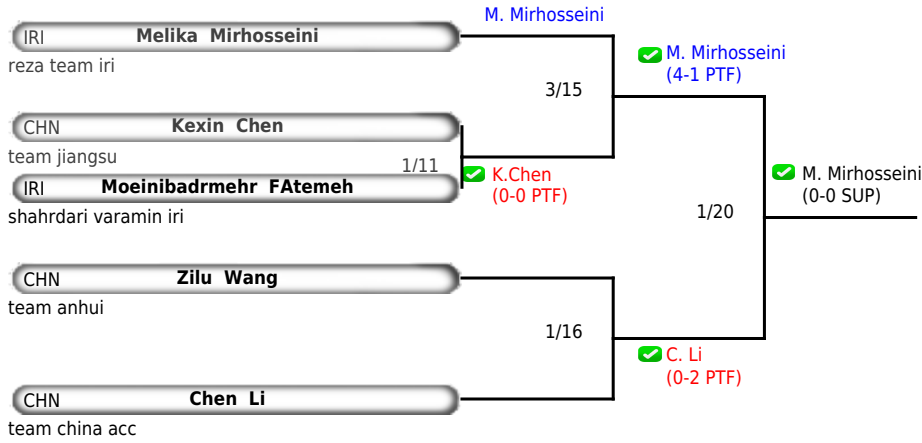 M. Mirhosseini
IRI Melika Mirhosseini
reza team iri
M. Mirhosseini
(4-1 PTF)
3/15
CHN Kexin Chen
team jiangsu
1/11
K.Chen
(0-0 PTF)
IRI Moeinibadrmehr FAtemeh
shahrdari varamin iri
M. Mirhosseini
(0-0 SUP)
1/20
CHN Zilu Wang
team anhui
1/16
C. Li
(0-2 PTF)
CHN Chen Li
team china acc